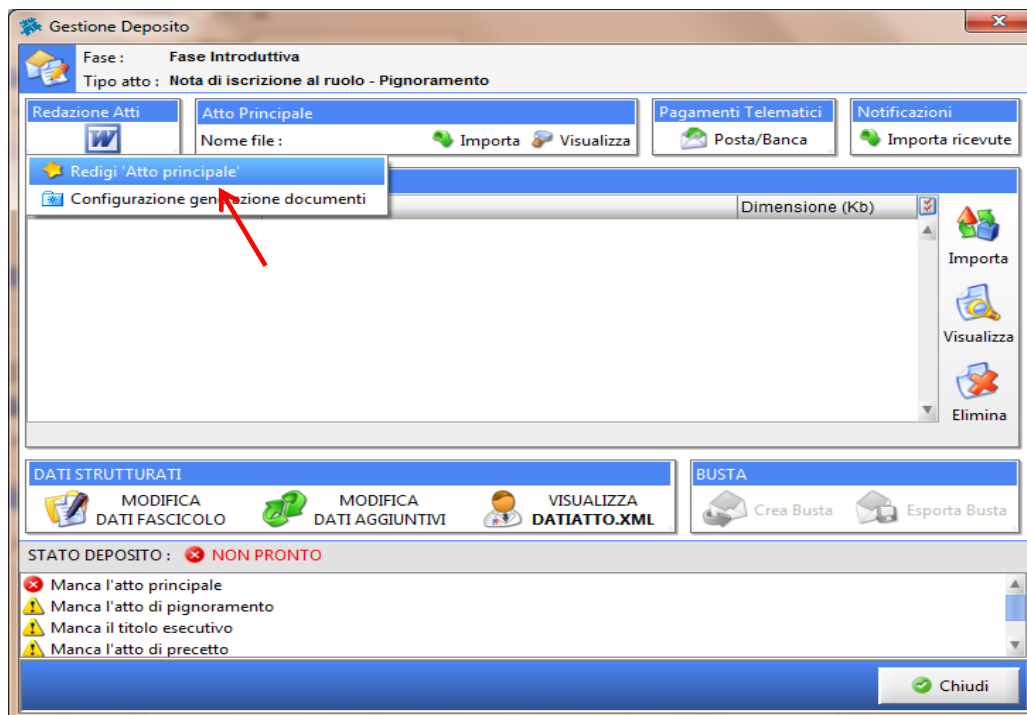 Gestione Deposito
Fase : Fase Introduttiva
Tipo atto : Nota di iscrizione al ruolo - Pignoramento
Redazione Atti
Atto Principale
Pagamenti Telematici
Notificazioni
Nome file :
Importa
Visualizza
Posta/Banca
Importa ricevute
Redigi 'Atto principale'
Configurazione generazione documenti
Dimensione (Kb)
Importa
Visualizza
Elimina
DATI STRUTTURATI
BUSTA
MODIFICA
DATI FASCICOLO
MODIFICA
DATI AGGIUNTIVI
VISUALIZZA
DATIATTO.XML
Crea Busta
Esporta Busta
STATO DEPOSITO : NON PRONTO
Manca l'atto principale
Manca l'atto di pignoramento
Manca il titolo esecutivo
Manca l'atto di precetto
Chiudi